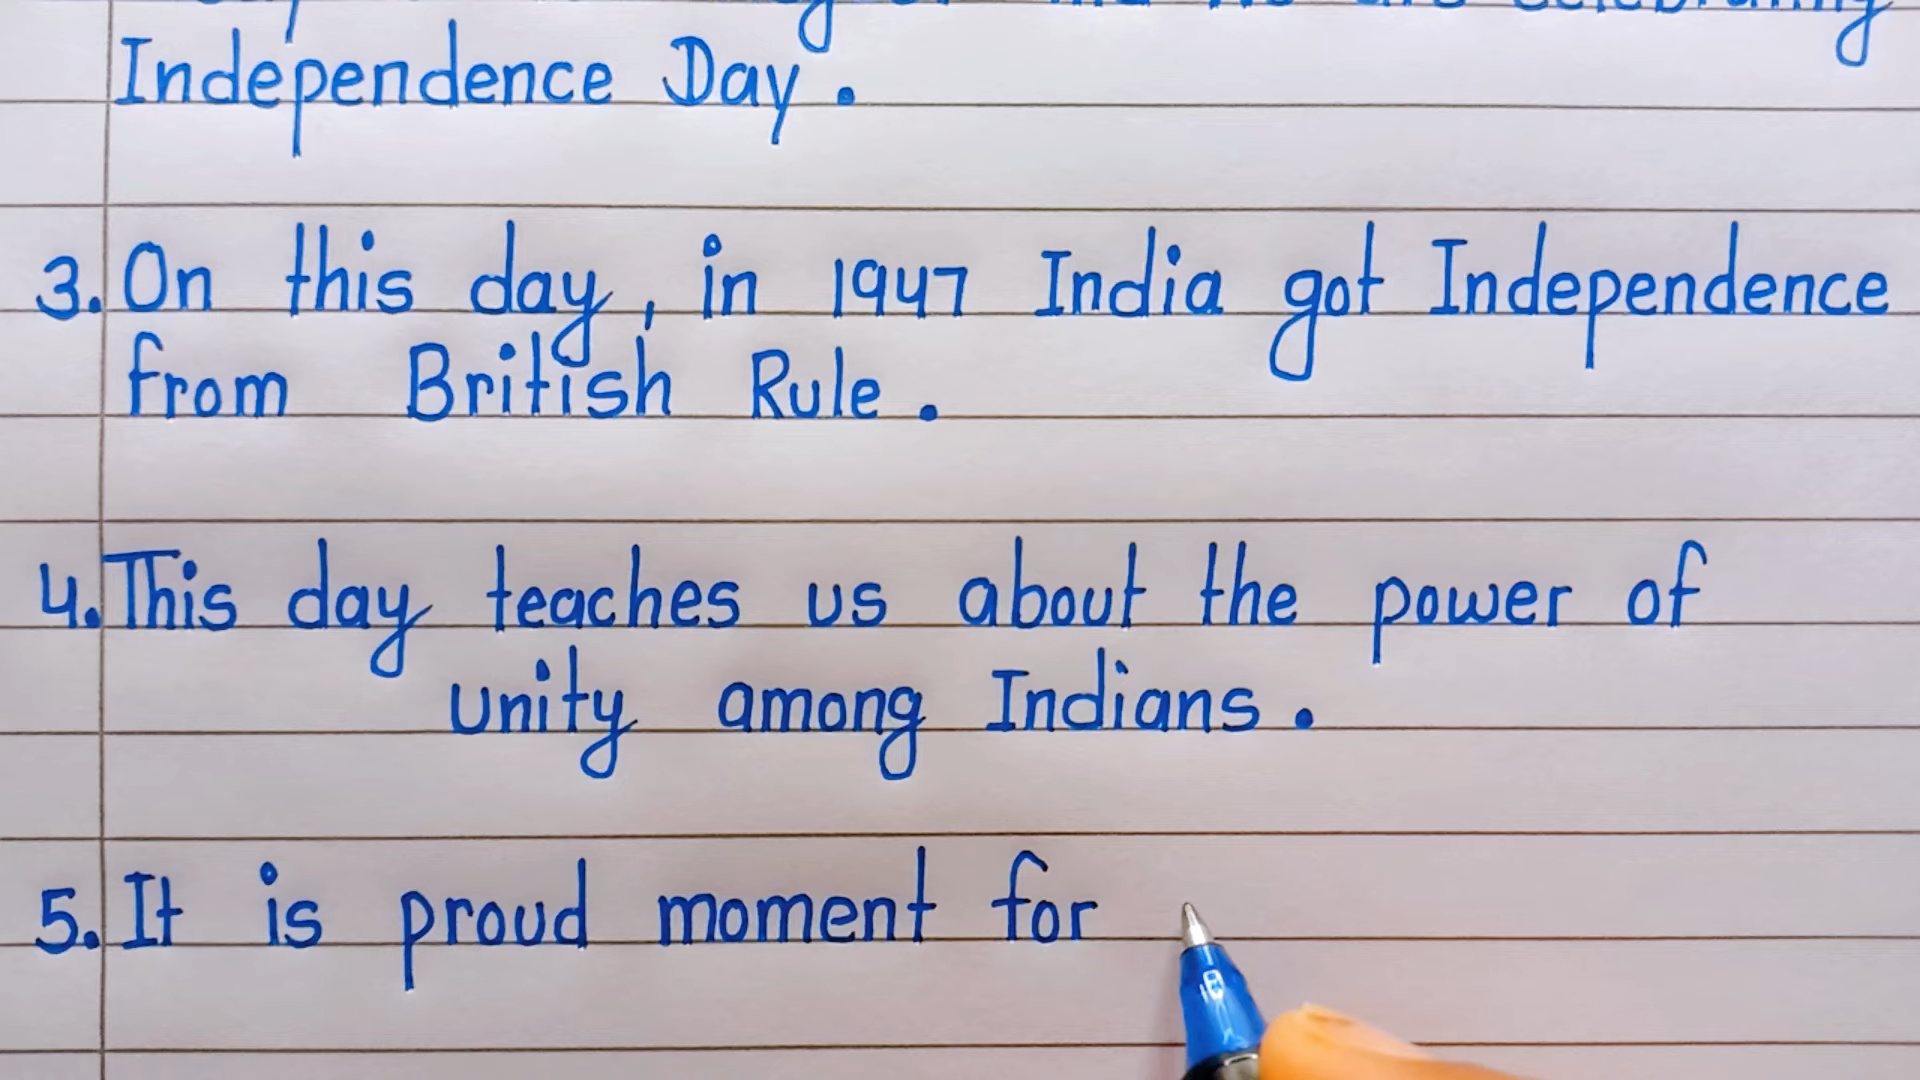 celebrating
Independence Day.
3. On this day, in 1947 India got Independence
from British Rule.
4. This day teaches us about the power of
unity among Indians.
5. It is proud moment for